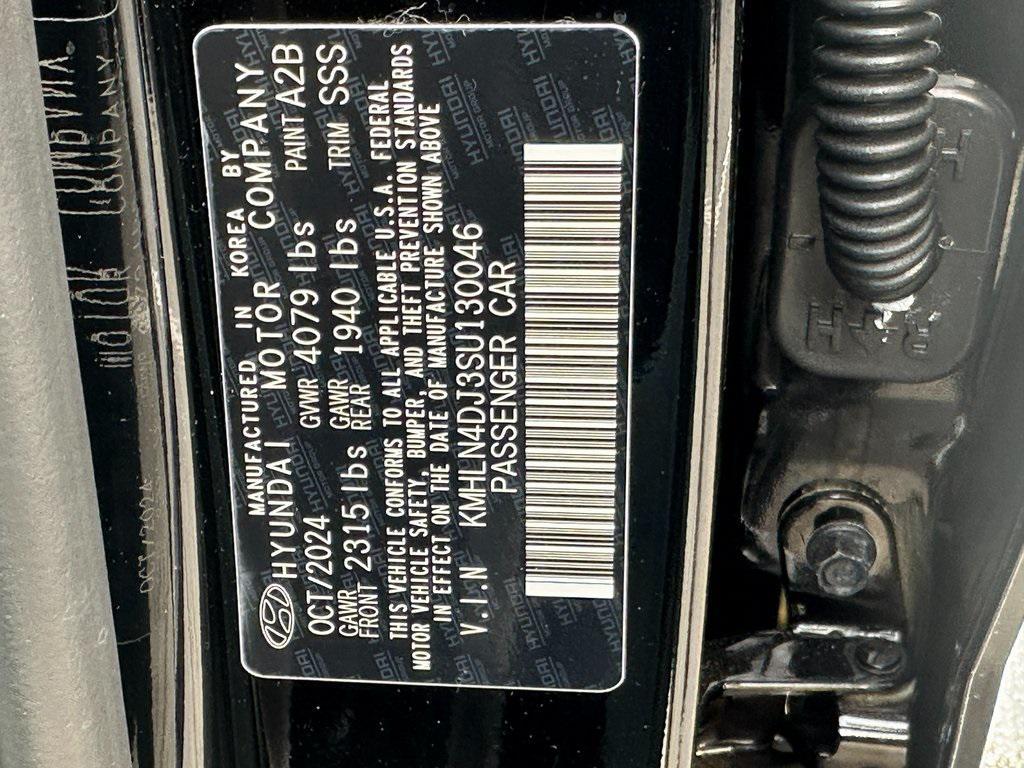 MANUFACTURED IN KOREA BY
HYUNDAI MOTOR COMPANY
OCT/2024 GVWR 4079 lbs PAINT A2B
GAWR FRONT 2315 lbs GAWR REAR 1940 lbs TRIM SSS
THIS VEHICLE CONFORMS TO ALL APPLICABLE U.S.A. FEDERAL
MOTOR VEHICLE SAFETY, BUMPER, AND THEFT PREVENTION STANDARDS
IN EFFECT ON THE DATE OF MANUFACTURE SHOWN ABOVE
V.I.N KMHLN4DJ3SU130046
PASSENGER CAR